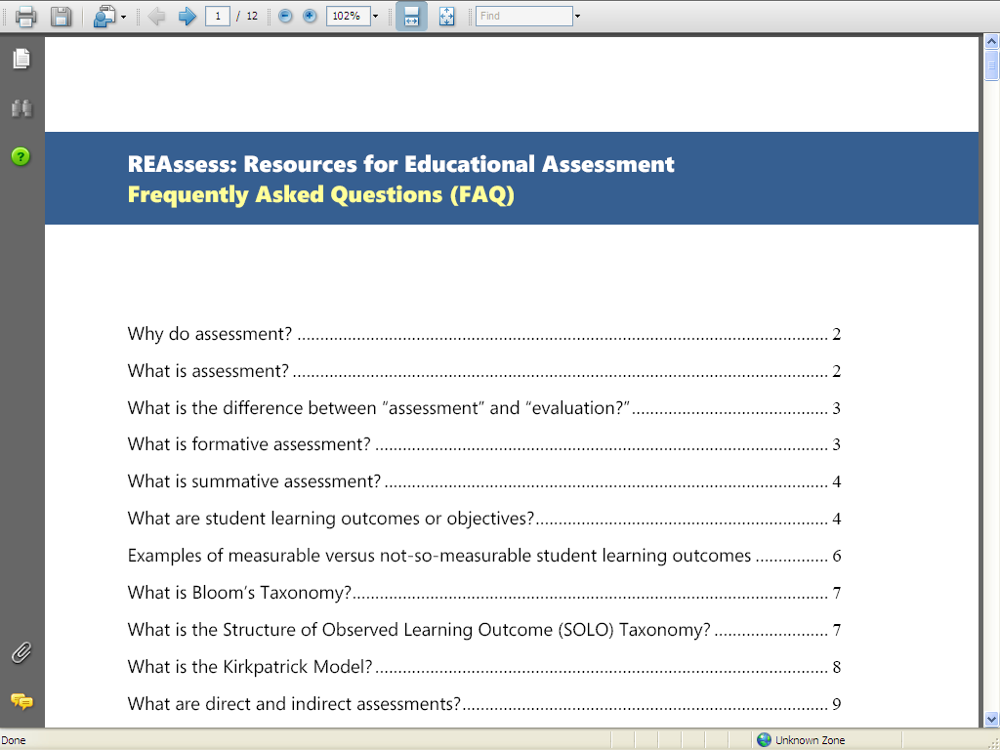 1 / 12 102% Find
REAssess: Resources for Educational Assessment
Frequently Asked Questions (FAQ)
Why do assessment? ........................................................ 2
What is assessment? ........................................................ 2
What is the difference between “assessment” and “evaluation?” ........................................ 3
What is formative assessment? ........................................................ 3
What is summative assessment? ........................................................ 4
What are student learning outcomes or objectives? ........................................................ 4
Examples of measurable versus not-so-measurable student learning outcomes ................ 6
What is Bloom’s Taxonomy? ........................................................ 7
What is the Structure of Observed Learning Outcome (SOLO) Taxonomy? ......................... 7
What is the Kirkpatrick Model? ........................................................ 8
What are direct and indirect assessments? ........................................................ 9
Done Unknown Zone